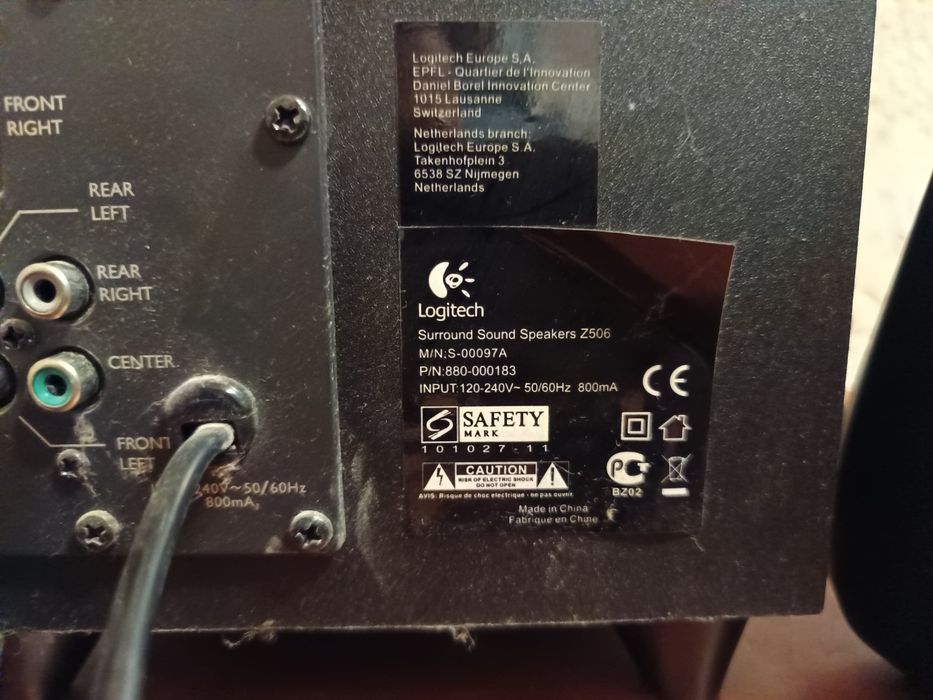 FRONT
RIGHT
REAR
LEFT
REAR
RIGHT
CENTER
FRONT
LEFT
240V~50/60Hz
800mA
Logitech Europe S.A.
EPFL - Quartier de l'Innovation
Daniel Borel Innovation Center
1015 Lausanne
Switzerland
Netherlands branch:
Logitech Europe S.A.
Takenhofplein 3
6538 SZ Nijmegen
Netherlands
Logitech
Surround Sound Speakers Z506
M/N:S-00097A
P/N:880-000183
INPUT:120-240V~ 50/60Hz 800mA
CE
SAFETY
MARK
101027-11
CAUTION
RISK OF ELECTRIC SHOCK
DO NOT OPEN
AVIS: Risque de choc electrique - ne pas ouvrir.
BZ02
Made in China
Fabriqué en Chine